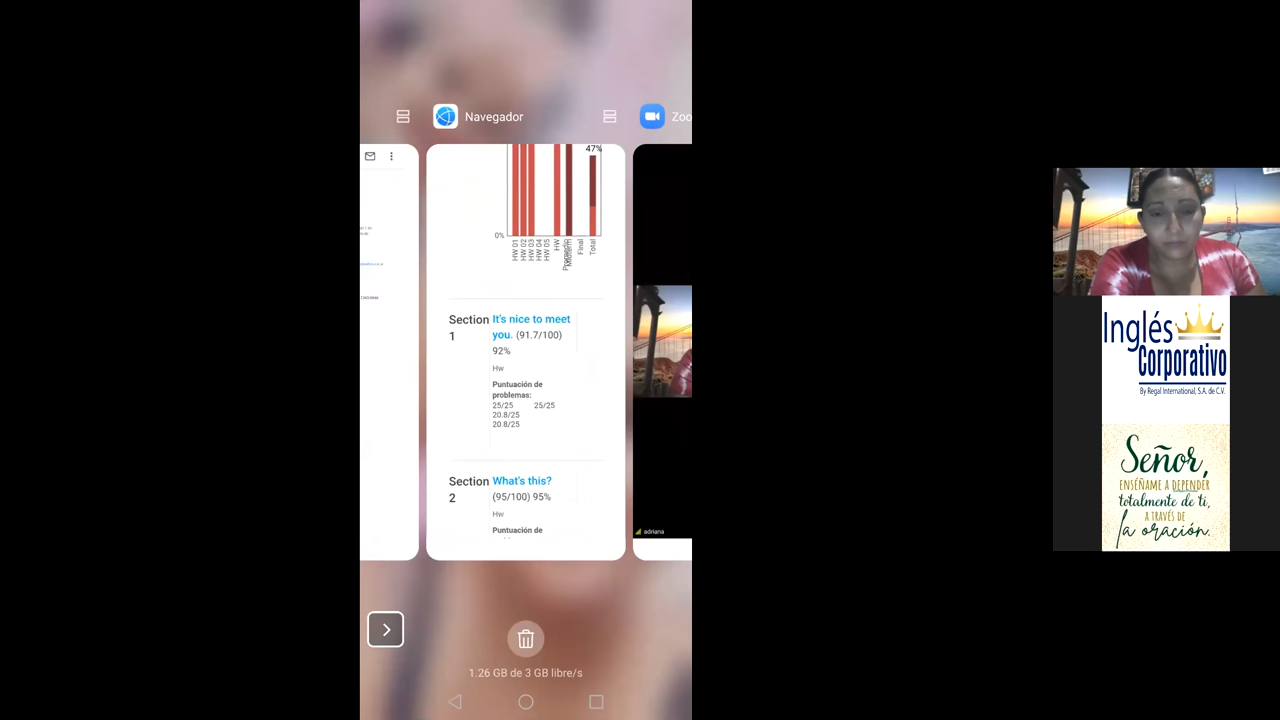 Navegador
Zoo
47%
0%
HW 01
HW 02
HW 03
HW 04
HW 05
HW
Midterm
Final
Total
Section 1
It's nice to meet
you. (91.7/100)
92%
Hw
Puntuación de
problemas:
25/25 25/25
20.8/25
20.8/25
Section 2
What's this?
(95/100) 95%
Hw
Puntuación de
adriana
1.26 GB de 3 GB libre/s
Inglés
Corporativo
By Regal International, S.A. de C.V.
Señor,
ENSÉÑAME A DEPENDER
totalmente de ti,
A TRAVÉS DE
la oración.